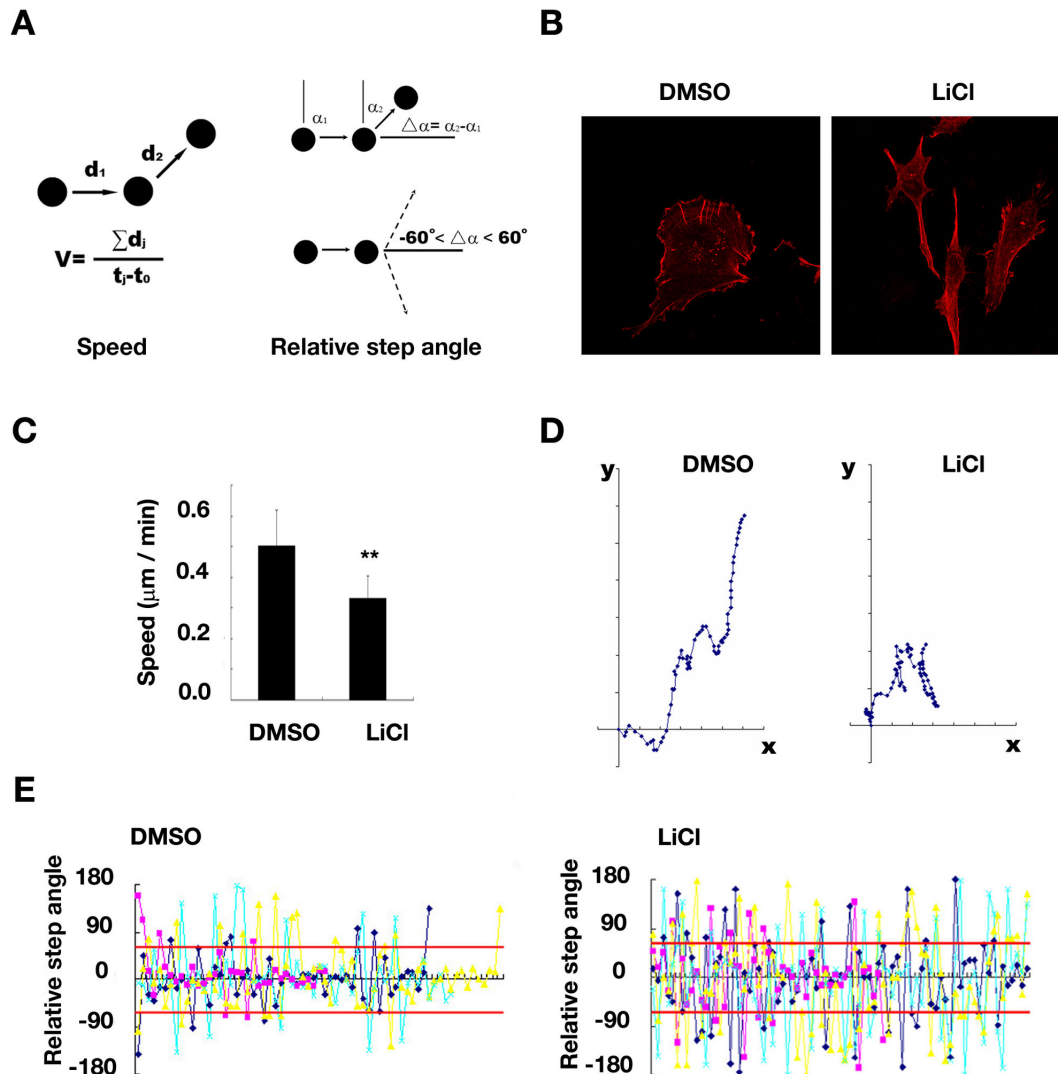 A
α₁
α₂
△α= α₂-α₁
d₁
d₂
V= ∑dⱼ / tⱼ-t₀
-60°< △α < 60°
Speed
Relative step angle
B
DMSO
LiCl
C
Speed (μm / min)
0.6
0.4
0.2
0.0
**
DMSO
LiCl
D
y
DMSO
x
y
LiCl
x
E
DMSO
Relative step angle
180
90
0
-90
-180
LiCl
Relative step angle
180
90
0
-90
-180